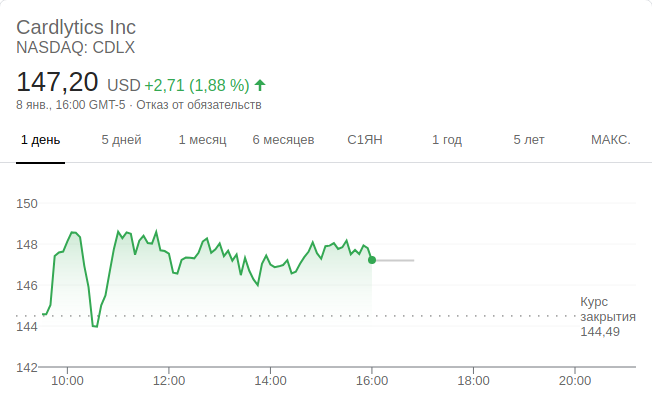 Cardlytics Inc
NASDAQ: CDLX
147,20 USD +2,71 (1,88 %)
8 янв., 16:00 GMT-5 · Отказ от обязательств
1 день 5 дней 1 месяц 6 месяцев С1ЯН 1 год 5 лет МАКС.
150
148
146
144
142
Курс
закрытия
144,49
10:00 12:00 14:00 16:00 18:00 20:00